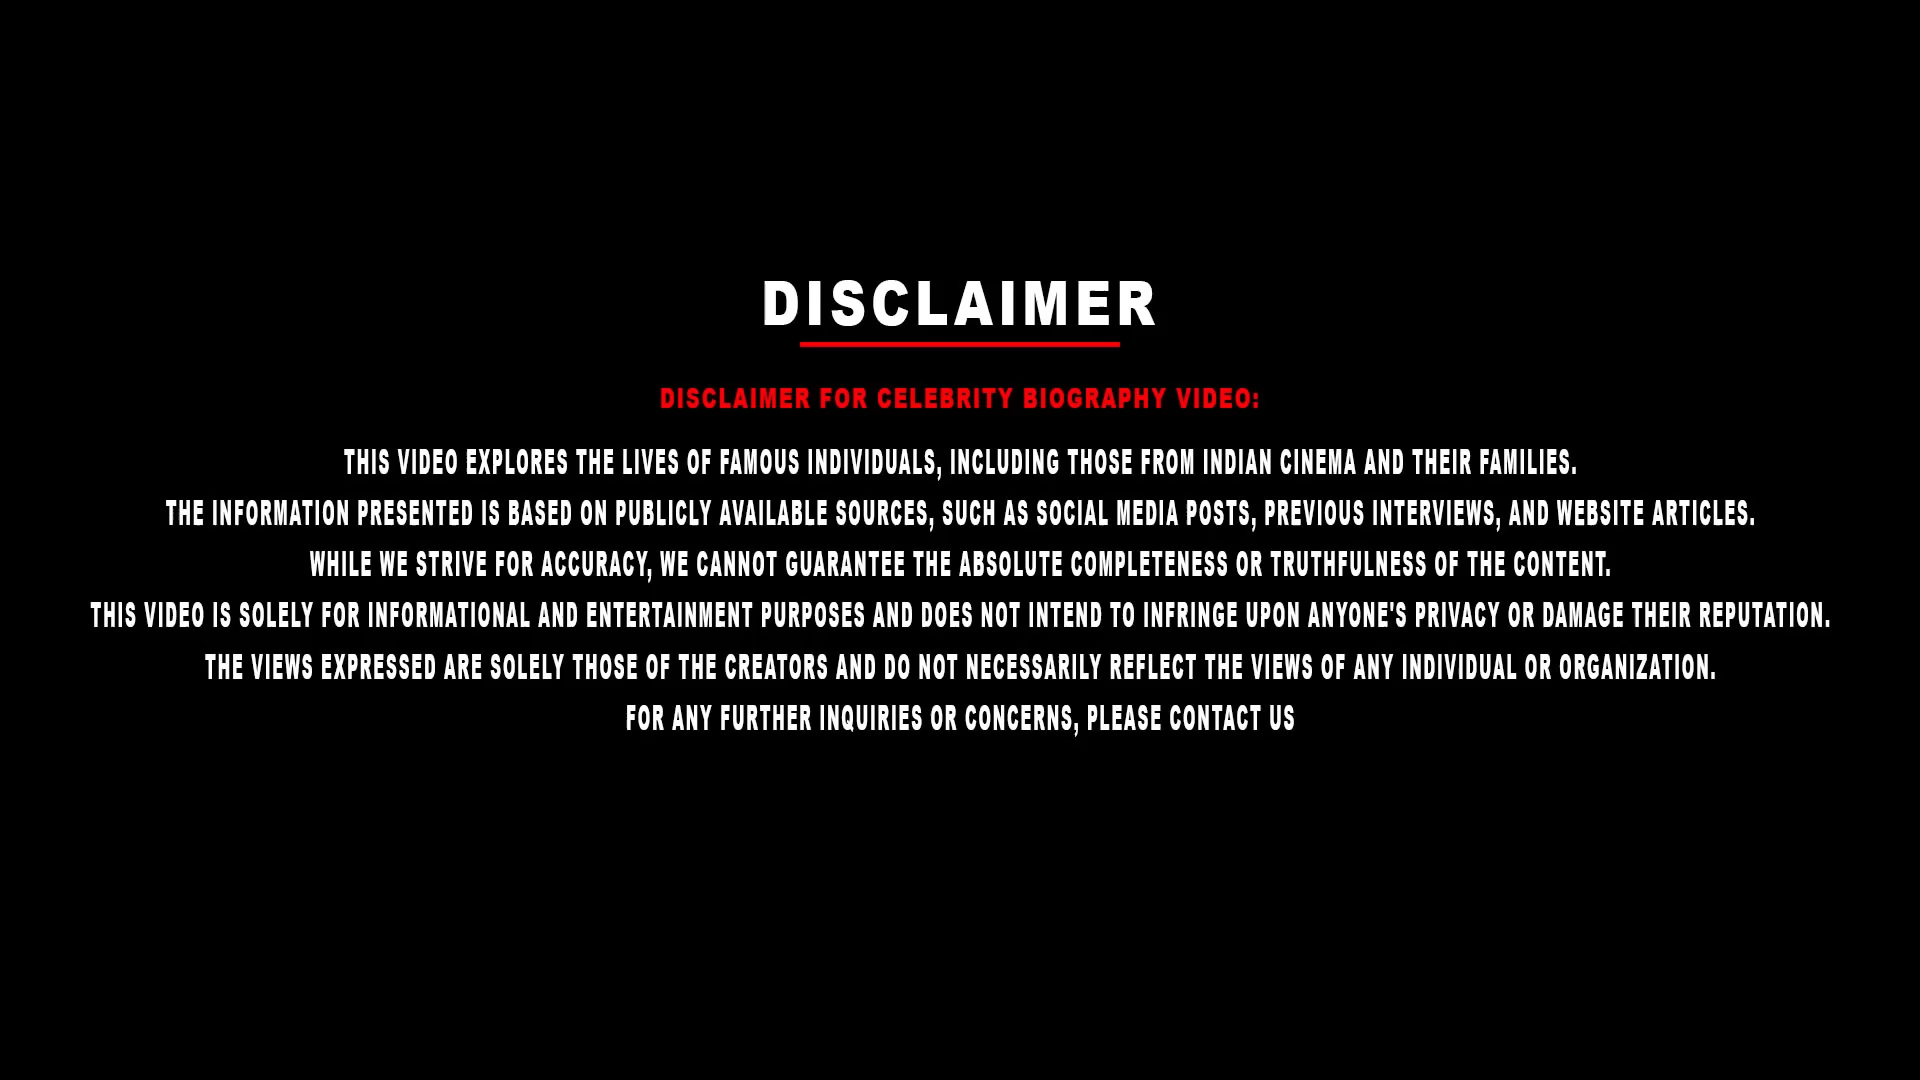 DISCLAIMER
DISCLAIMER FOR CELEBRITY BIOGRAPHY VIDEO:
THIS VIDEO EXPLORES THE LIVES OF FAMOUS INDIVIDUALS, INCLUDING THOSE FROM INDIAN CINEMA AND THEIR FAMILIES.
THE INFORMATION PRESENTED IS BASED ON PUBLICLY AVAILABLE SOURCES, SUCH AS SOCIAL MEDIA POSTS, PREVIOUS INTERVIEWS, AND WEBSITE ARTICLES.
WHILE WE STRIVE FOR ACCURACY, WE CANNOT GUARANTEE THE ABSOLUTE COMPLETENESS OR TRUTHFULNESS OF THE CONTENT.
THIS VIDEO IS SOLELY FOR INFORMATIONAL AND ENTERTAINMENT PURPOSES AND DOES NOT INTEND TO INFRINGE UPON ANYONE'S PRIVACY OR DAMAGE THEIR REPUTATION.
THE VIEWS EXPRESSED ARE SOLELY THOSE OF THE CREATORS AND DO NOT NECESSARILY REFLECT THE VIEWS OF ANY INDIVIDUAL OR ORGANIZATION.
FOR ANY FURTHER INQUIRIES OR CONCERNS, PLEASE CONTACT US